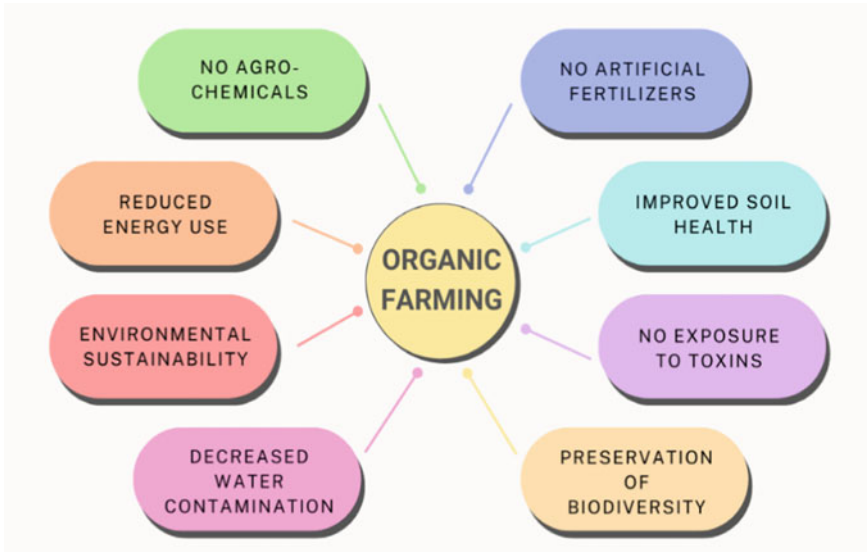 NO AGRO-
CHEMICALS
NO ARTIFICIAL
FERTILIZERS
REDUCED
ENERGY USE
IMPROVED SOIL
HEALTH
ORGANIC
FARMING
ENVIRONMENTAL
SUSTAINABILITY
NO EXPOSURE
TO TOXINS
DECREASED
WATER
CONTAMINATION
PRESERVATION
OF
BIODIVERSITY